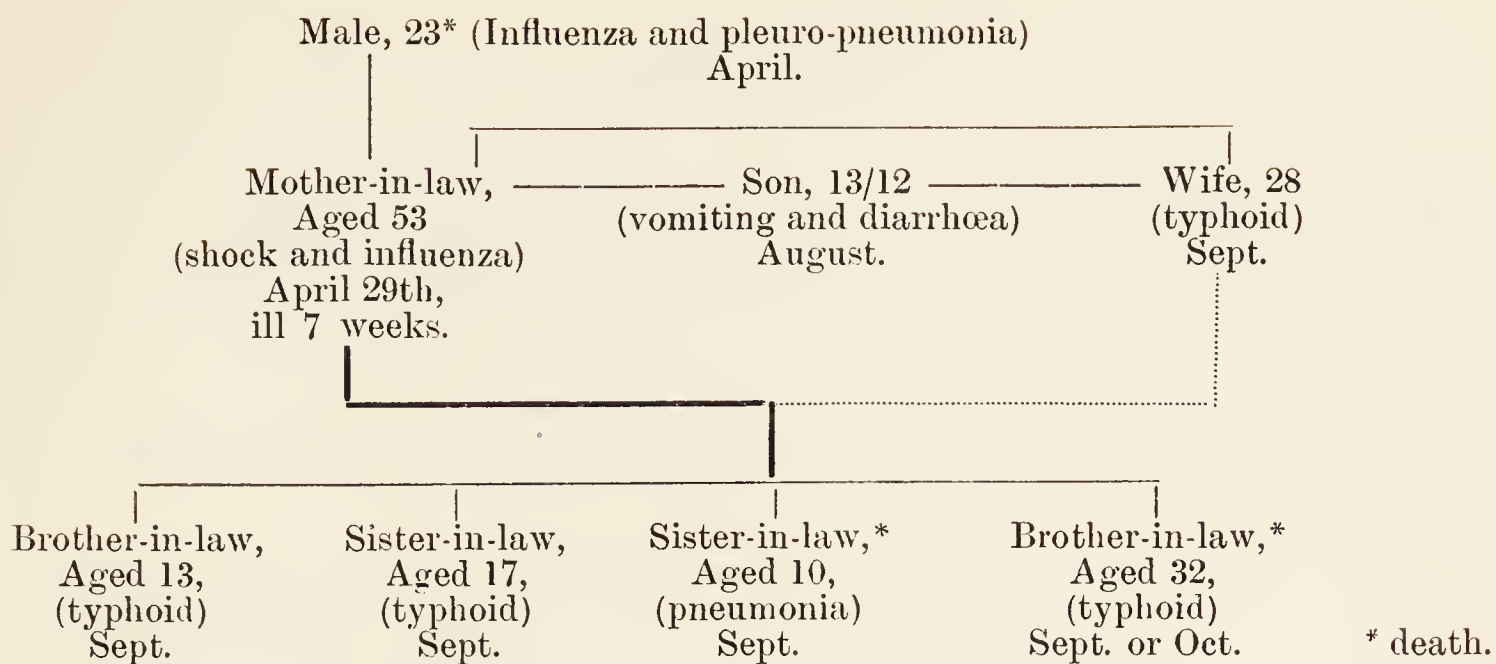 Male, 23* (Influenza and pleuro-pneumonia)
April.
Mother-in-law,
Aged 53
(shock and influenza)
April 29th,
ill 7 weeks.
Son, 13/12
(vomiting and diarrhœa)
August.
Wife, 28
(typhoid)
Sept.
Brother-in-law,
Aged 13,
(typhoid)
Sept.
Sister-in-law,
Aged 17,
(typhoid)
Sept.
Sister-in-law,*
Aged 10,
(pneumonia)
Sept.
Brother-in-law,*
Aged 32,
(typhoid)
Sept. or Oct.
* death.